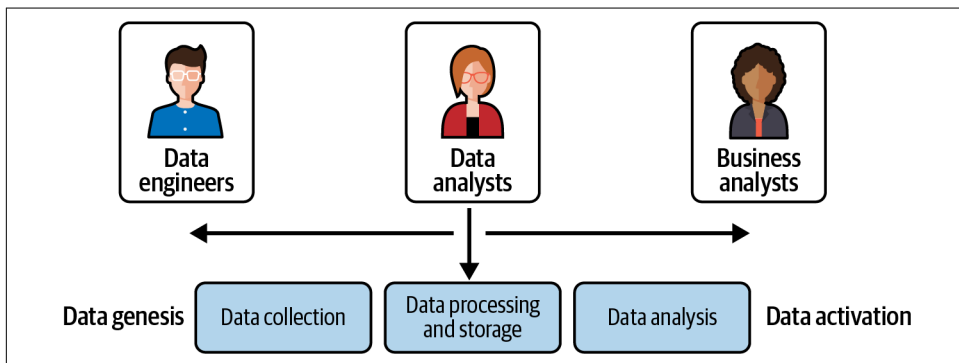 Data
engineers
Data
analysts
Business
analysts
Data genesis
Data collection
Data processing
and storage
Data analysis
Data activation